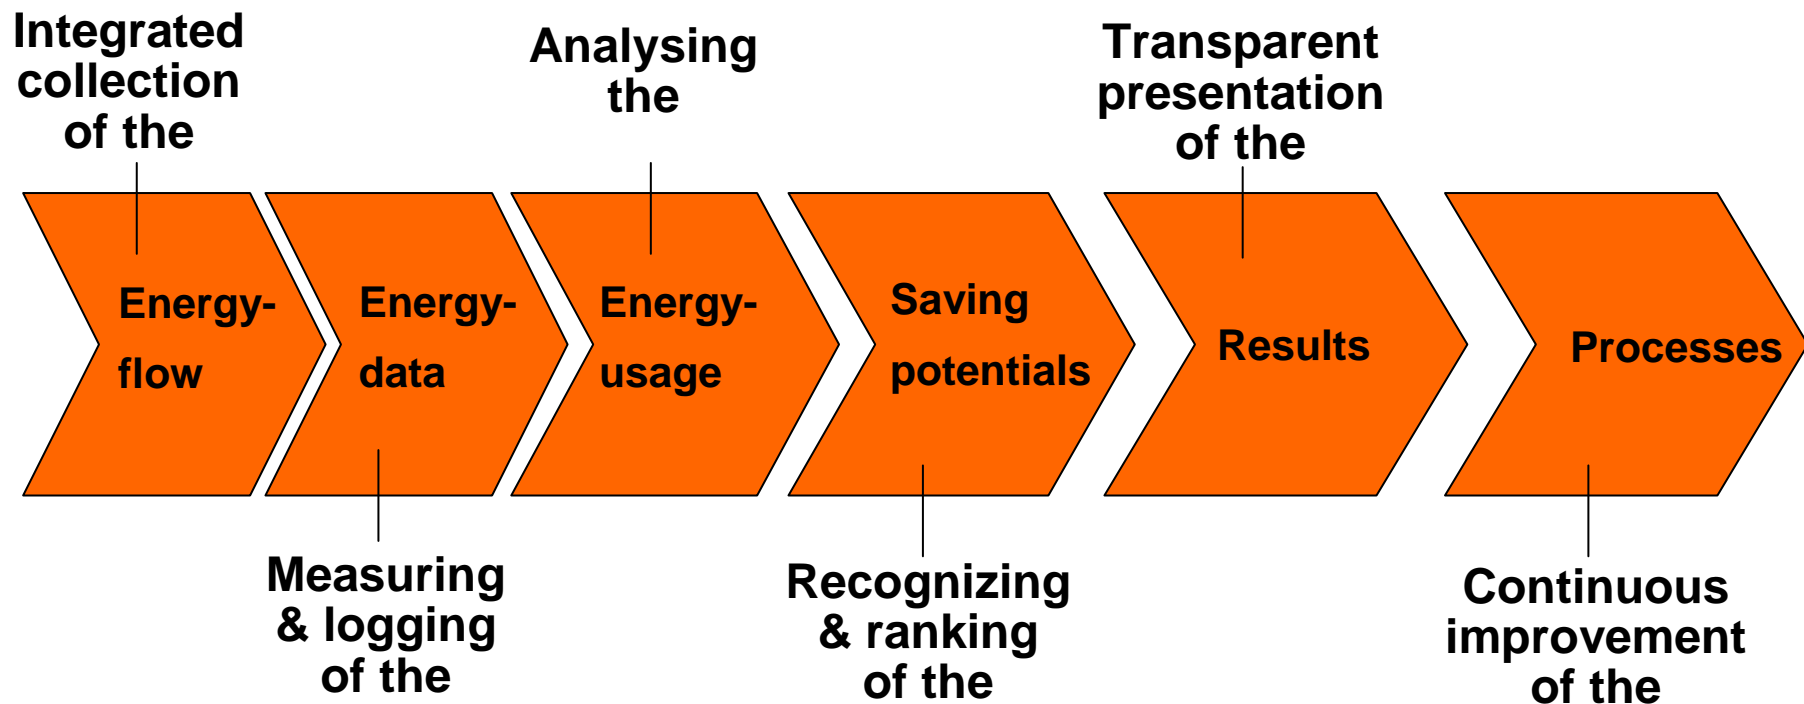 Integrated
collection
of the
Energy-
flow
Energy-
data
Measuring
& logging
of the
Analysing
the
Energy-
usage
Saving
potentials
Recognizing
& ranking
of the
Transparent
presentation
of the
Results
Processes
Continuous
improvement
of the